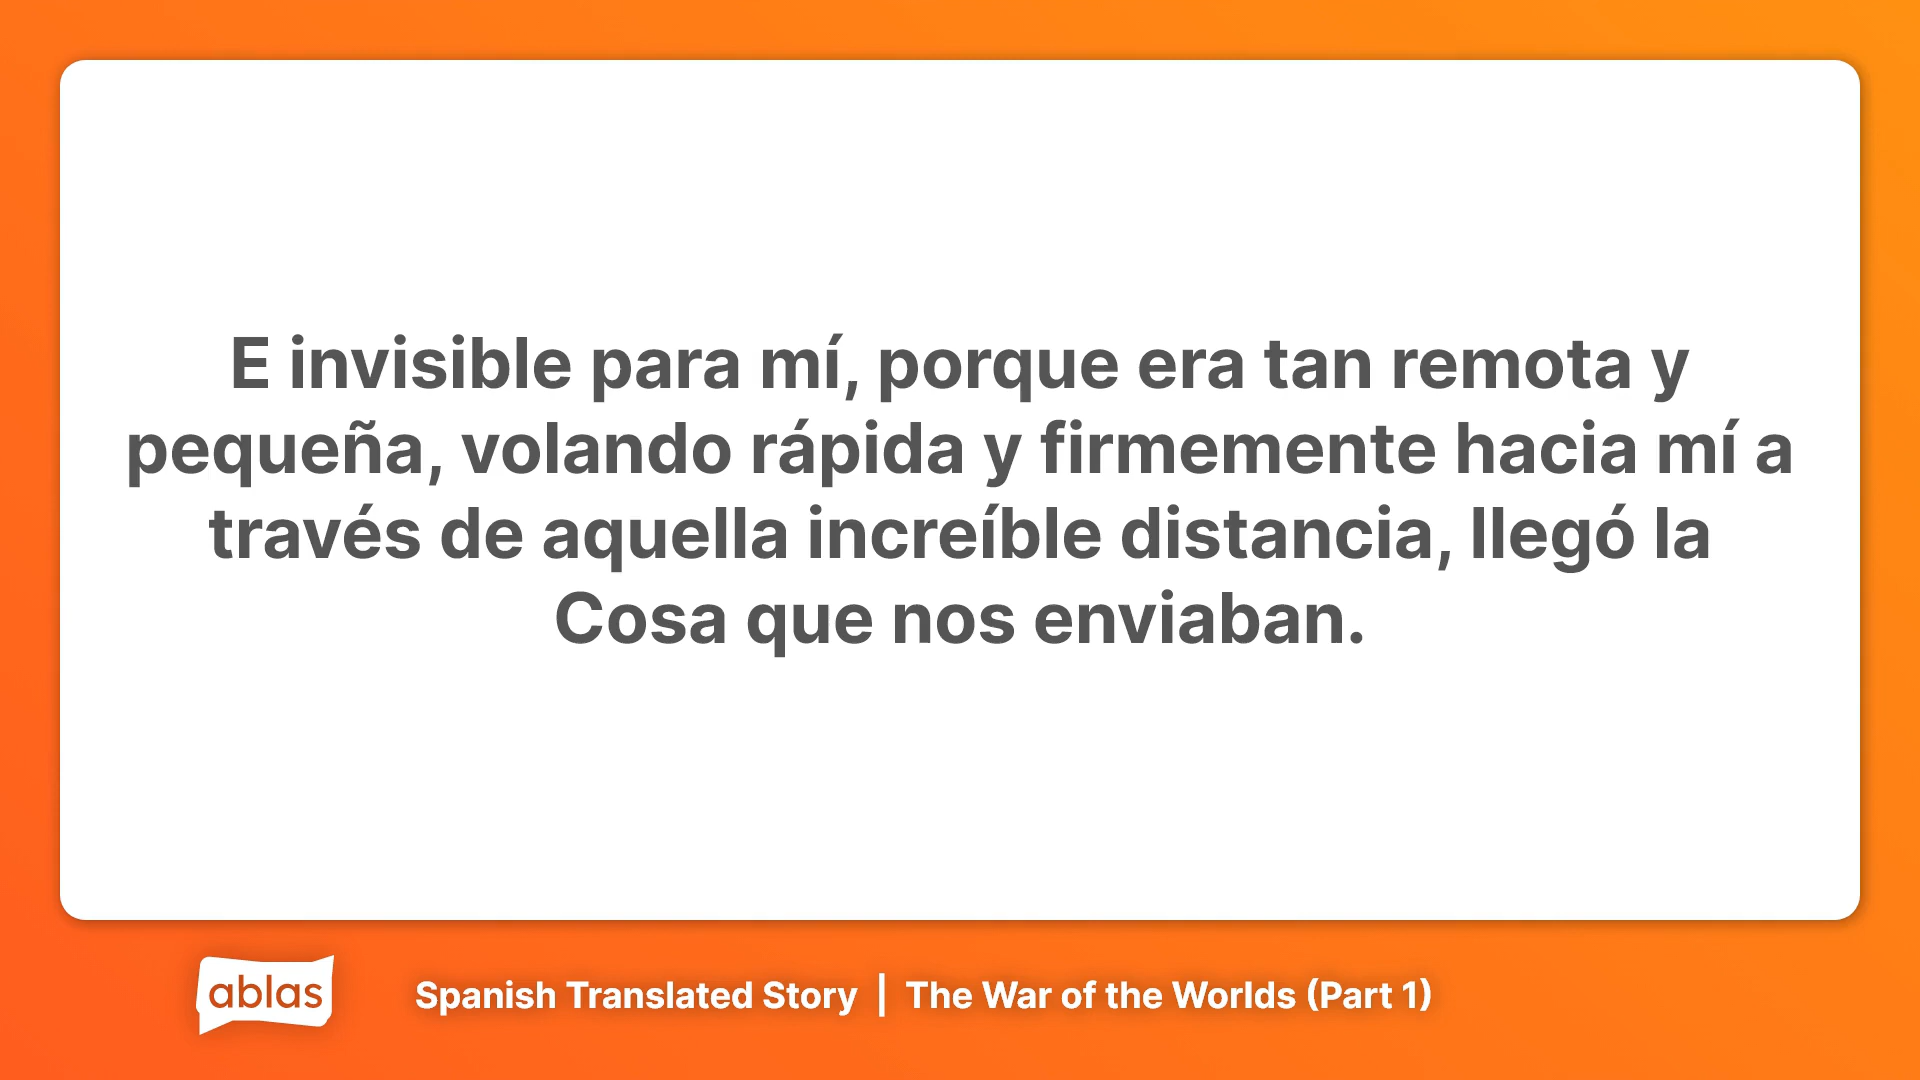 E invisible para mí, porque era tan remota y
pequeña, volando rápida y firmemente hacia mí a
través de aquella increíble distancia, llegó la
Cosa que nos enviaban.
ablas
Spanish Translated Story | The War of the Worlds (Part 1)